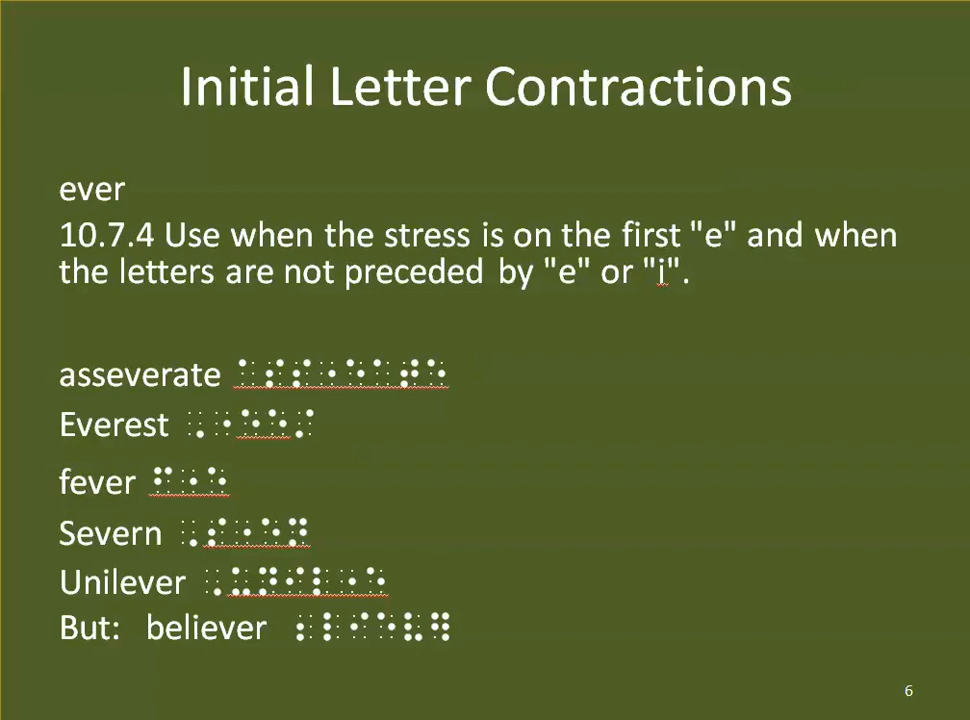 Initial Letter Contractions
ever
10.7.4 Use when the stress is on the first "e" and when
the letters are not preceded by "e" or "i".
asseverate ⠁⠎⠎⠐⠑⠁⠞⠑
Everest ⠠⠐⠑⠑⠌
fever ⠋⠐⠑
Severn ⠠⠎⠐⠑⠝
Unilever ⠠⠥⠝⠊⠇⠐⠑
But: believer ⠆⠇⠊⠑⠧⠻
6